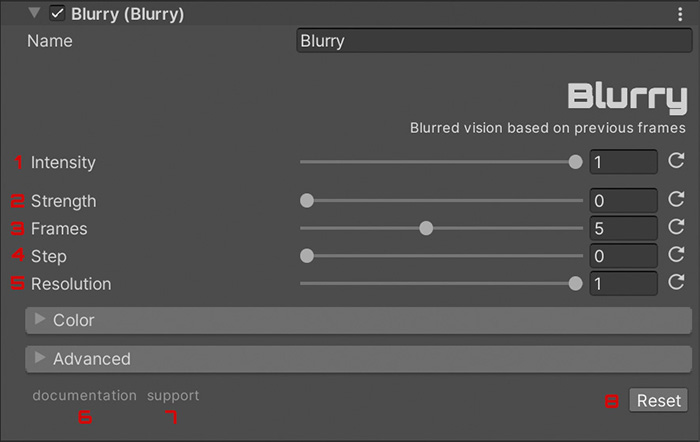 Blurry (Blurry)
Name Blurry
Blurry
Blurred vision based on previous frames
1 Intensity 1
2 Strength 0
3 Frames 5
4 Step 0
5 Resolution 1
Color
Advanced
documentation support
6 7 8 Reset